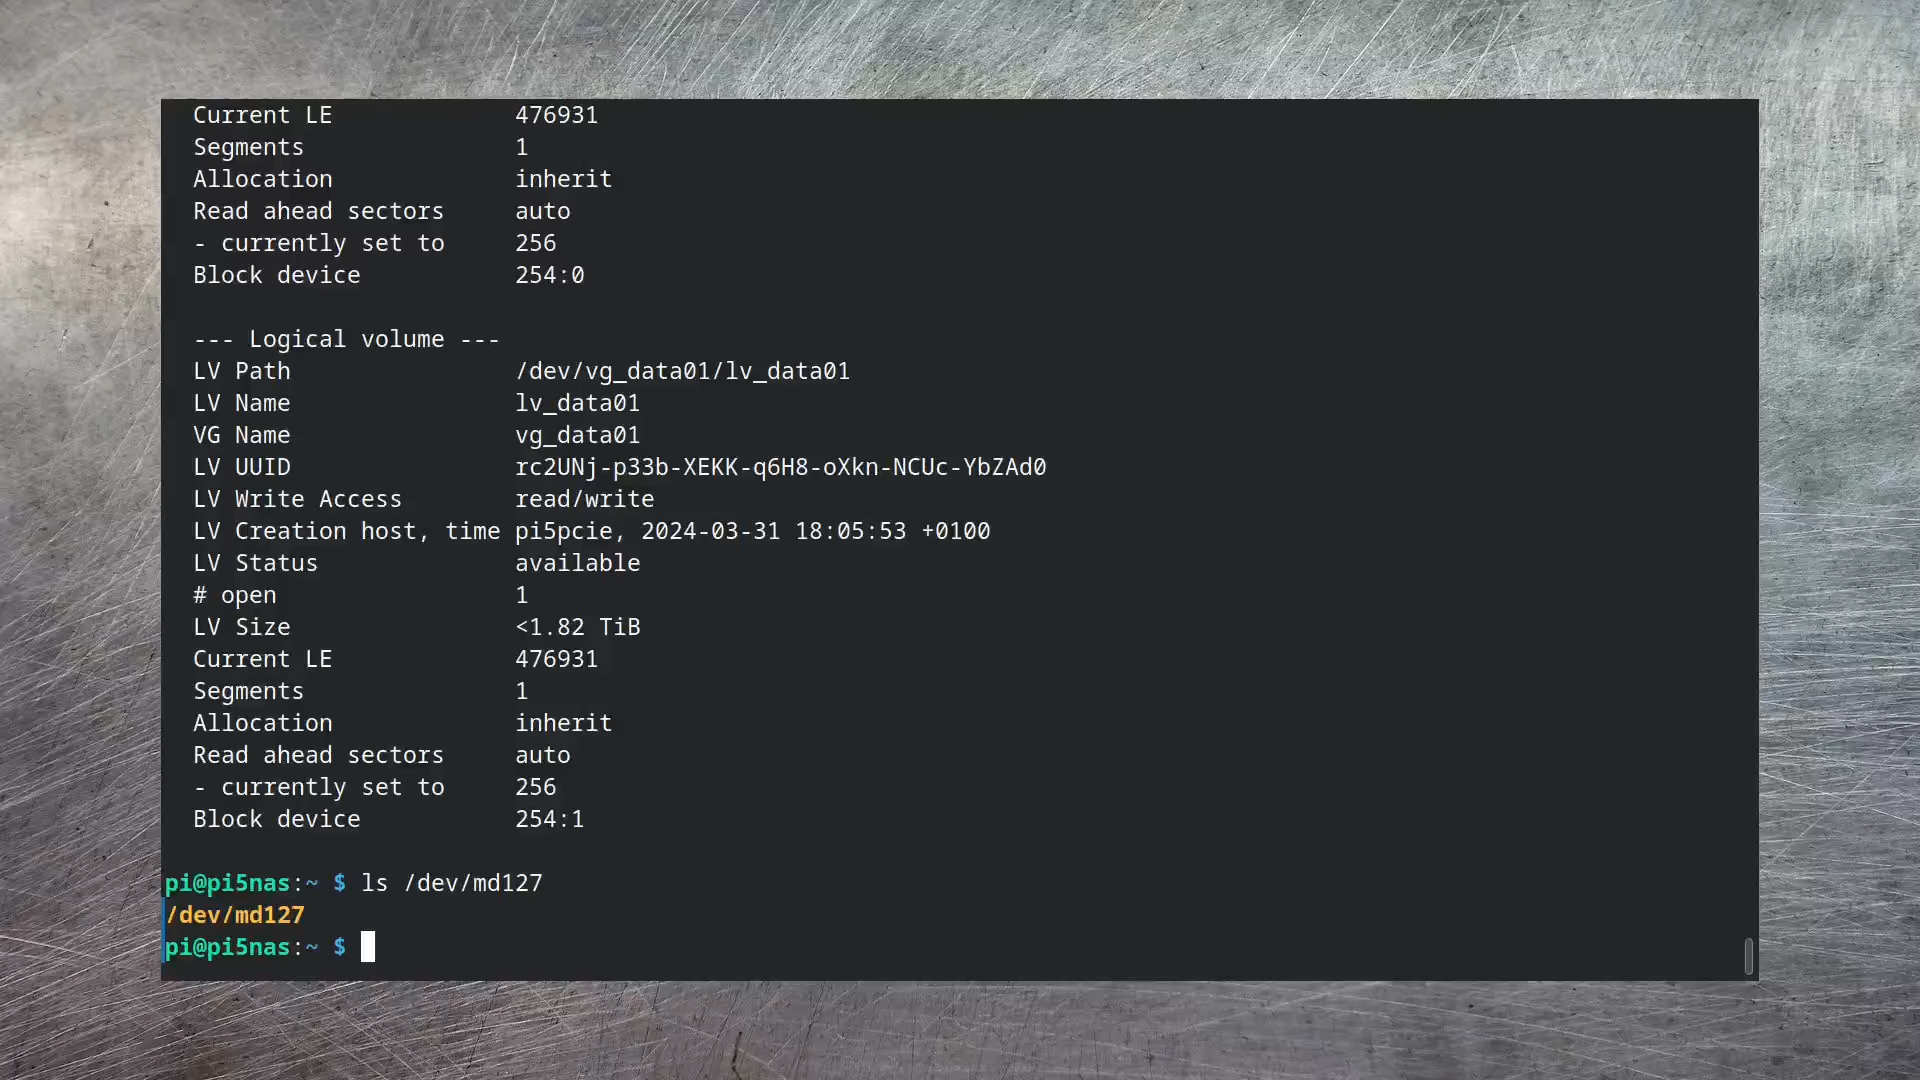 Current LE 476931
Segments 1
Allocation inherit
Read ahead sectors auto
- currently set to 256
Block device 254:0
--- Logical volume ---
LV Path /dev/vg_data01/lv_data01
LV Name lv_data01
VG Name vg_data01
LV UUID rc2UNj-p33b-XEKK-q6H8-oXkn-NCUc-YbZAd0
LV Write Access read/write
LV Creation host, time pi5pcie, 2024-03-31 18:05:53 +0100
LV Status available
# open 1
LV Size <1.82 TiB
Current LE 476931
Segments 1
Allocation inherit
Read ahead sectors auto
- currently set to 256
Block device 254:1
pi@pi5nas:~ $ ls /dev/md127
/dev/md127
pi@pi5nas:~ $